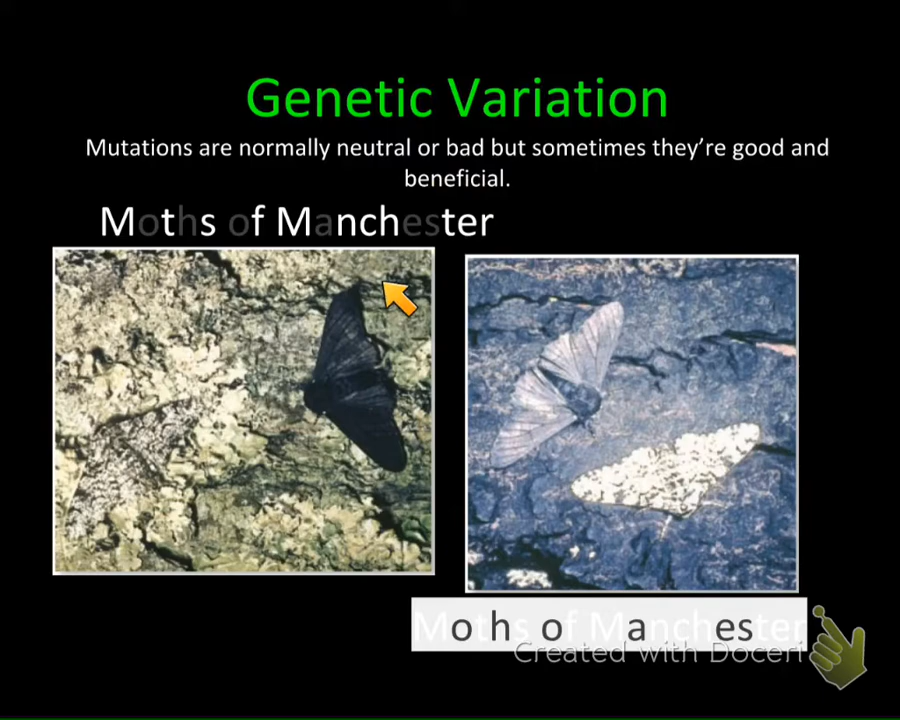 Genetic Variation
Mutations are normally neutral or bad but sometimes they're good and
beneficial.
Moths of Manchester
Moths of Manchester
Created with Doceri